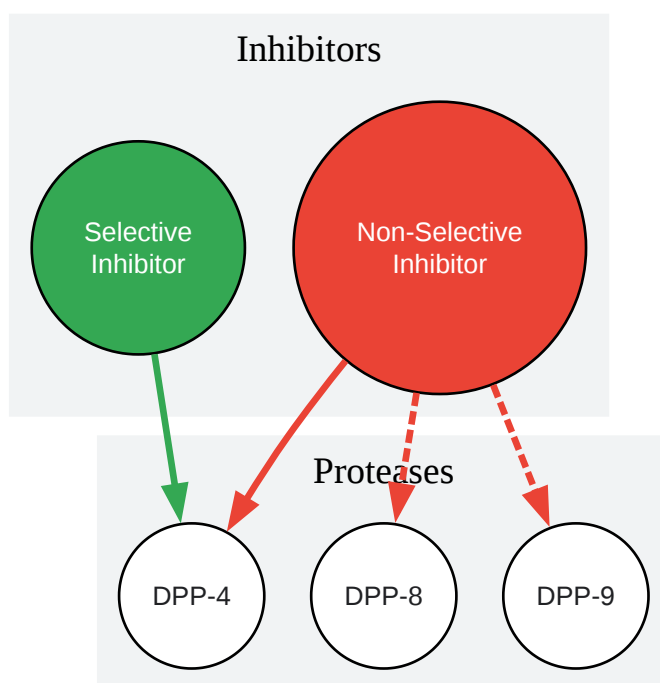 Inhibitors
Selective
Inhibitor
Non-Selective
Inhibitor
Proteases
DPP-4
DPP-8
DPP-9